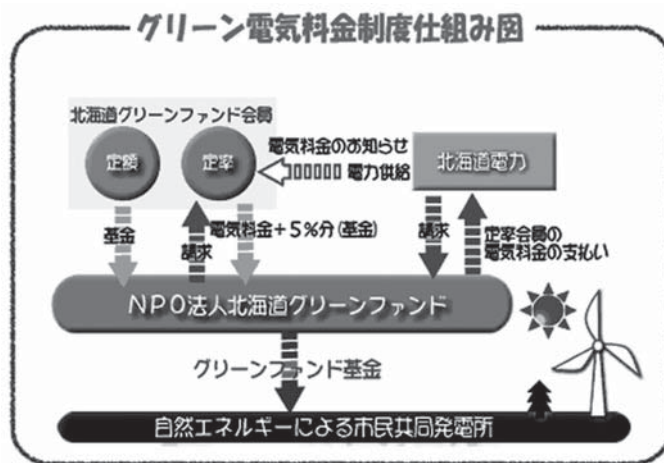 グリーン電気料金制度仕組み図
北海道グリーンファンド会員
定額
定率
電気料金のお知らせ
電力供給
北海道電力
基金
請求
電気料金+5%分(基金)
請求
定率会員の
電気料金の支払い
NPO法人北海道グリーンファンド
グリーンファンド基金
自然エネルギーによる市民共同発電所